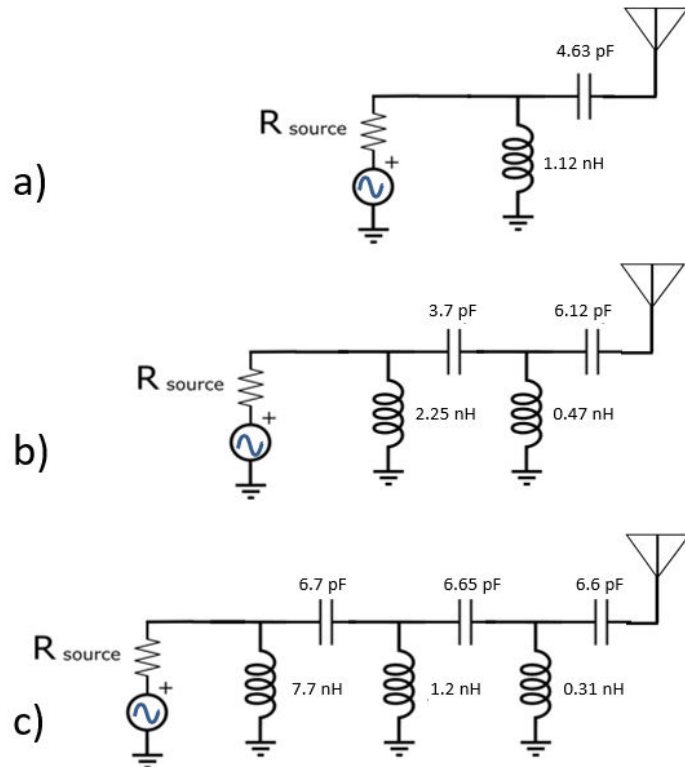 4.63 pF
R source
+
1.12 nH
a)
3.7 pF
6.12 pF
R source
+
2.25 nH
0.47 nH
b)
6.7 pF
6.65 pF
6.6 pF
R source
+
7.7 nH
1.2 nH
0.31 nH
c)